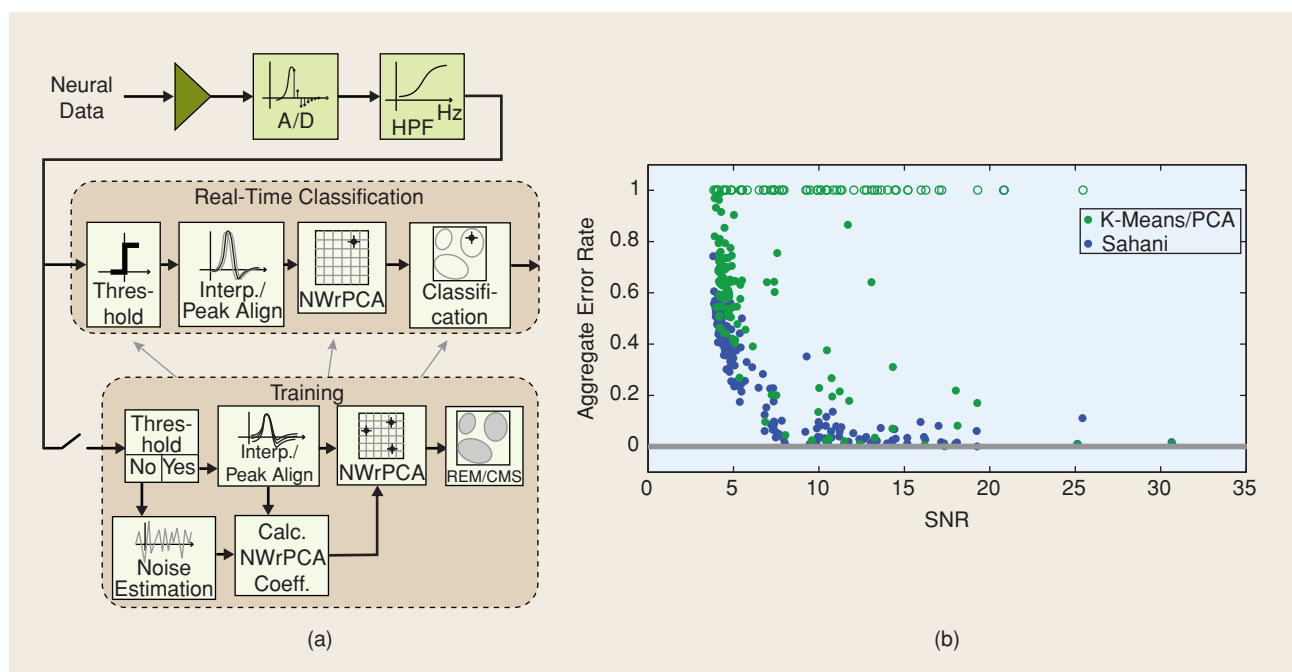 Neural
Data
A/D
HPF
Hz
Real-Time Classification
Thres-
hold
Interp./
Peak Align
NWrPCA
Classifi-
cation
Training
Thres-
hold
No Yes
Interp./
Peak Align
NWrPCA
REM/CMS
Noise
Estimation
Calc.
NWrPCA
Coeff.
(a)
Aggregate Error Rate
1
0.8
0.6
0.4
0.2
0
K-Means/PCA
Sahani
0 5 10 15 20 25 30 35
SNR
(b)